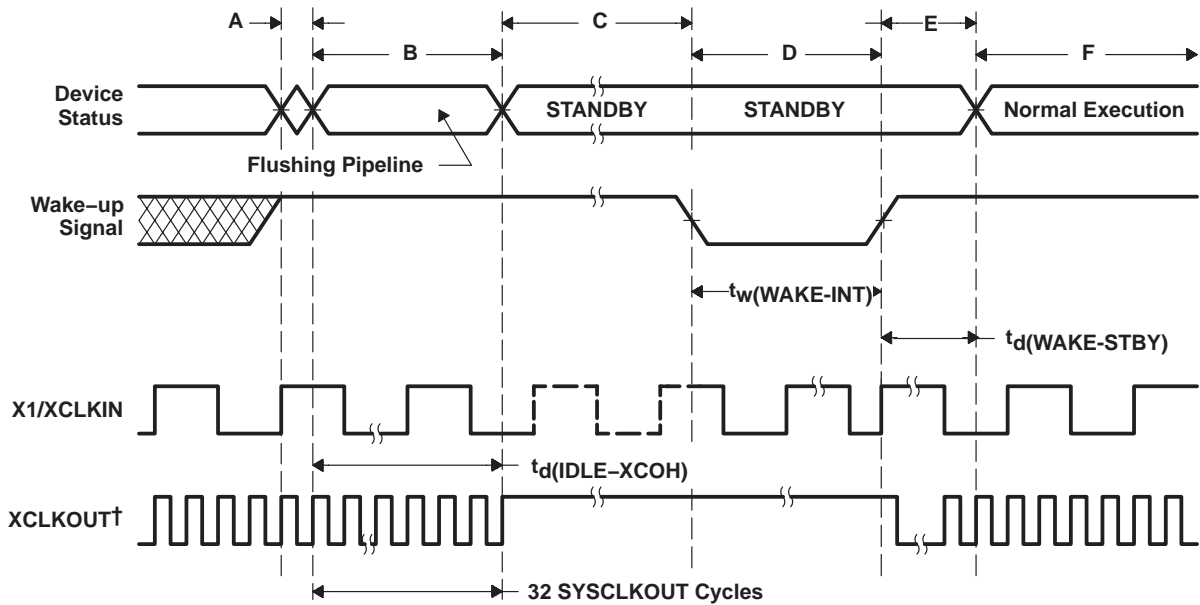 A
B
C
D
E
F
Device
Status
STANDBY
STANDBY
Normal Execution
Flushing Pipeline
Wake−up
Signal
tw(WAKE-INT)
td(WAKE-STBY)
X1/XCLKIN
td(IDLE−XCOH)
XCLKOUT†
32 SYSCLKOUT Cycles